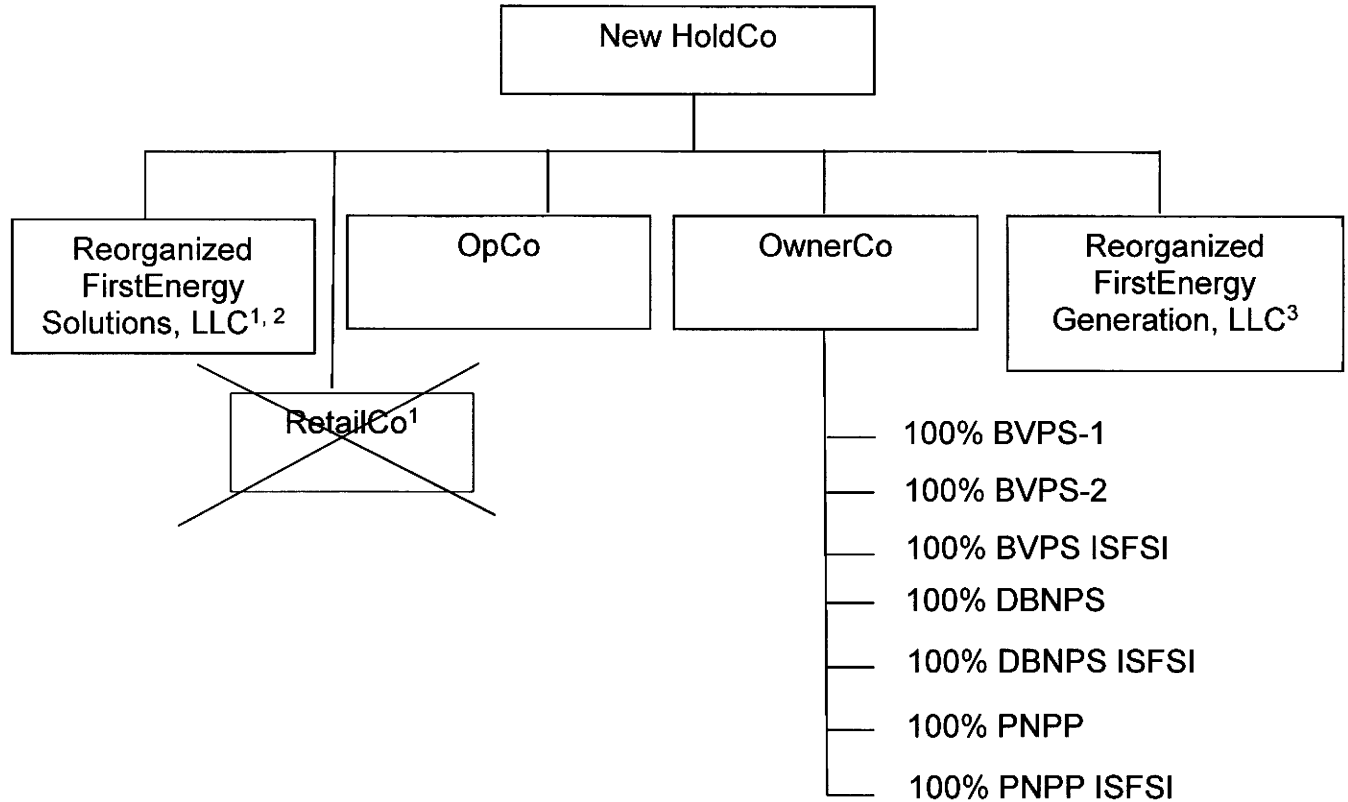 New HoldCo
Reorganized
FirstEnergy
Solutions, LLC1, 2
OpCo
OwnerCo
Reorganized
FirstEnergy
Generation, LLC3
RetailCo1
100% BVPS-1
100% BVPS-2
100% BVPS ISFSI
100% DBNPS
100% DBNPS ISFSI
100% PNPP
100% PNPP ISFSI